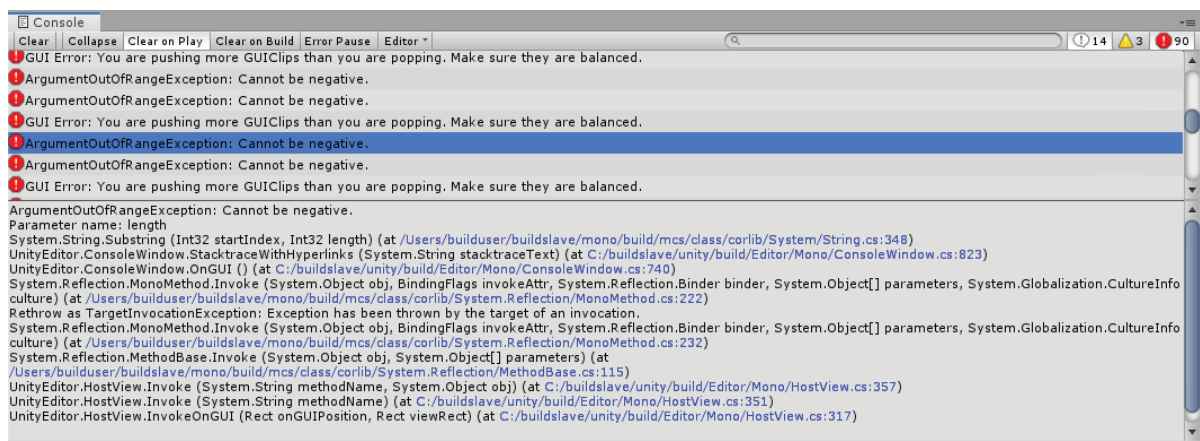 Console
Clear Collapse Clear on Play Clear on Build Error Pause Editor 14 3 90
GUI Error: You are pushing more GUIClips than you are popping. Make sure they are balanced.
ArgumentOutOfRangeException: Cannot be negative.
ArgumentOutOfRangeException: Cannot be negative.
GUI Error: You are pushing more GUIClips than you are popping. Make sure they are balanced.
ArgumentOutOfRangeException: Cannot be negative.
ArgumentOutOfRangeException: Cannot be negative.
GUI Error: You are pushing more GUIClips than you are popping. Make sure they are balanced.
ArgumentOutOfRangeException: Cannot be negative.
Parameter name: length
System.String.Substring (Int32 startIndex, Int32 length) (at /Users/builduser/buildslave/mono/build/mcs/class/corlib/System/String.cs:348)
UnityEditor.ConsoleWindow.StacktraceWithHyperlinks (System.String stacktraceText) (at C:/buildslave/unity/build/Editor/Mono/ConsoleWindow.cs:823)
UnityEditor.ConsoleWindow.OnGUI () (at C:/buildslave/unity/build/Editor/Mono/ConsoleWindow.cs:740)
System.Reflection.MonoMethod.Invoke (System.Object obj, BindingFlags invokeAttr, System.Reflection.Binder binder, System.Object[] parameters, System.Globalization.CultureInfo
culture) (at /Users/builduser/buildslave/mono/build/mcs/class/corlib/System.Reflection/MonoMethod.cs:222)
Rethrow as TargetInvocationException: Exception has been thrown by the target of an invocation.
System.Reflection.MonoMethod.Invoke (System.Object obj, BindingFlags invokeAttr, System.Reflection.Binder binder, System.Object[] parameters, System.Globalization.CultureInfo
culture) (at /Users/builduser/buildslave/mono/build/mcs/class/corlib/System.Reflection/MonoMethod.cs:232)
System.Reflection.MethodBase.Invoke (System.Object obj, System.Object[] parameters) (at
/Users/builduser/buildslave/mono/build/mcs/class/corlib/System.Reflection/MethodBase.cs:115)
UnityEditor.HostView.Invoke (System.String methodName, System.Object obj) (at C:/buildslave/unity/build/Editor/Mono/HostView.cs:357)
UnityEditor.HostView.Invoke (System.String methodName) (at C:/buildslave/unity/build/Editor/Mono/HostView.cs:351)
UnityEditor.HostView.InvokeOnGUI (Rect onGUIPosition, Rect viewRect) (at C:/buildslave/unity/build/Editor/Mono/HostView.cs:317)